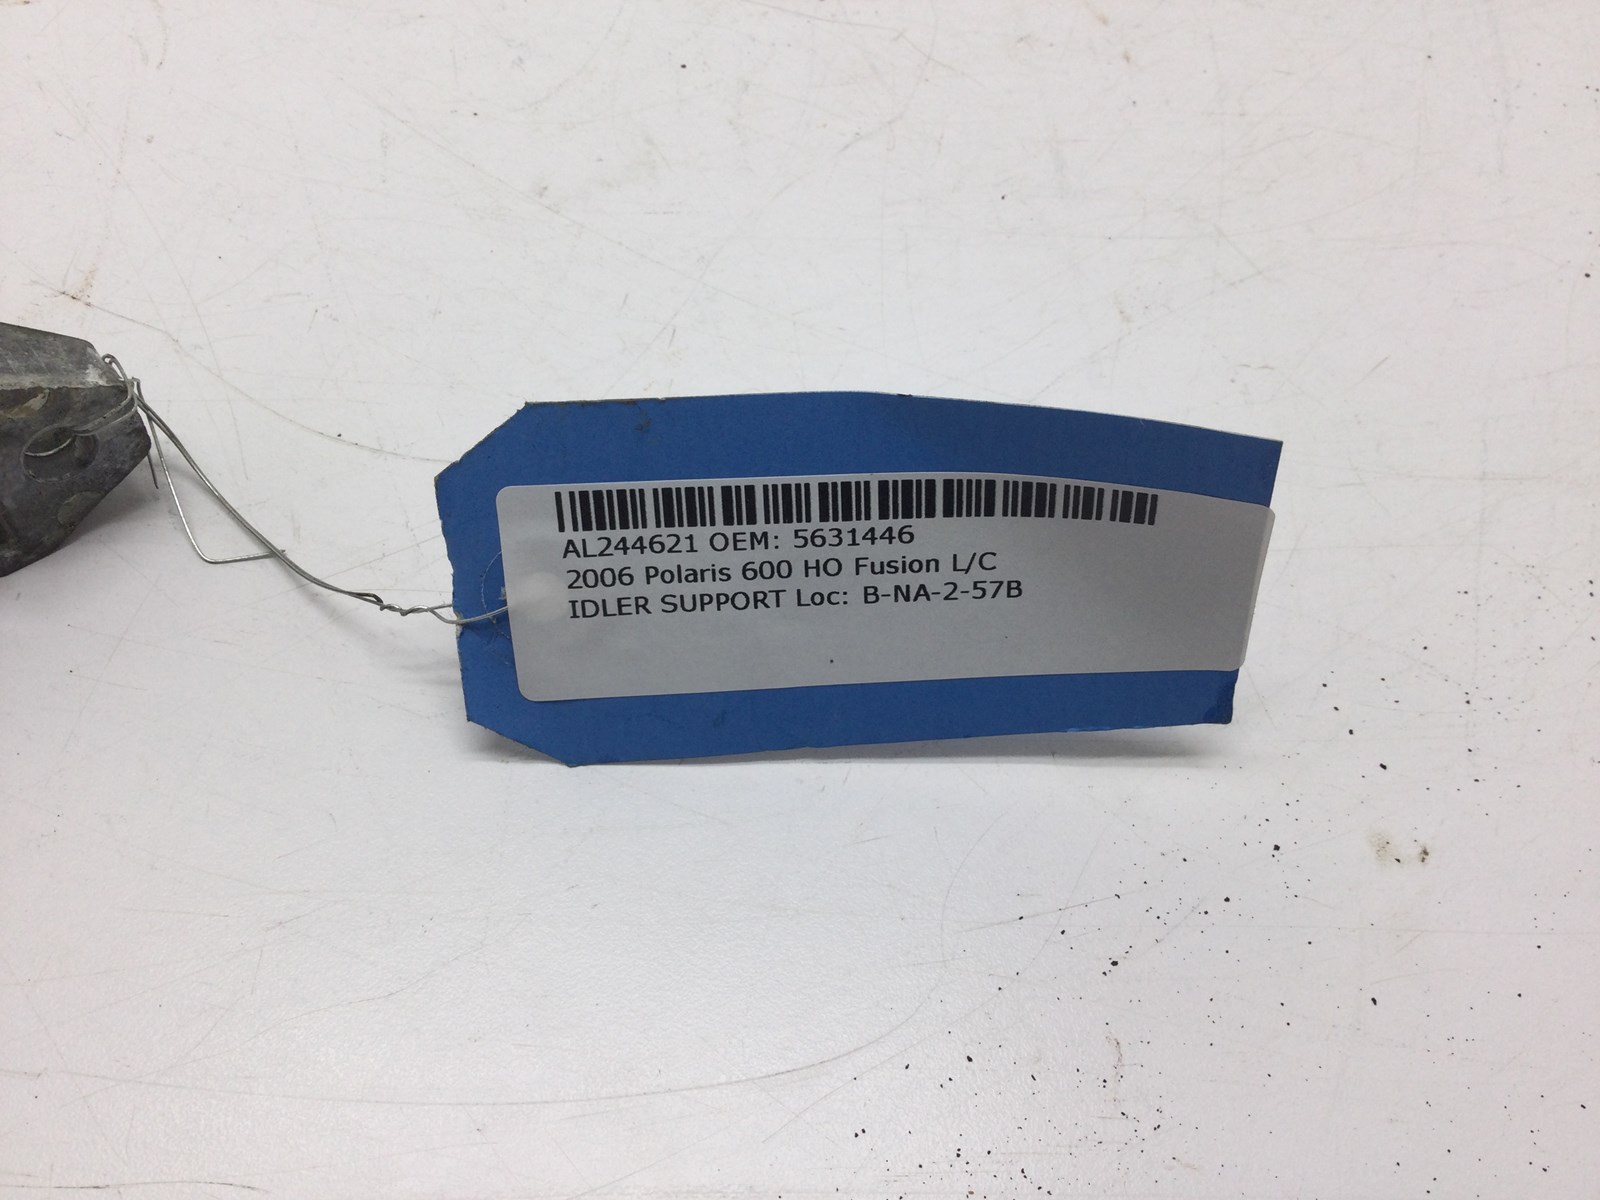 AL244621 OEM: 5631446
2006 Polaris 600 HO Fusion L/C
IDLER SUPPORT Loc: B-NA-2-57B